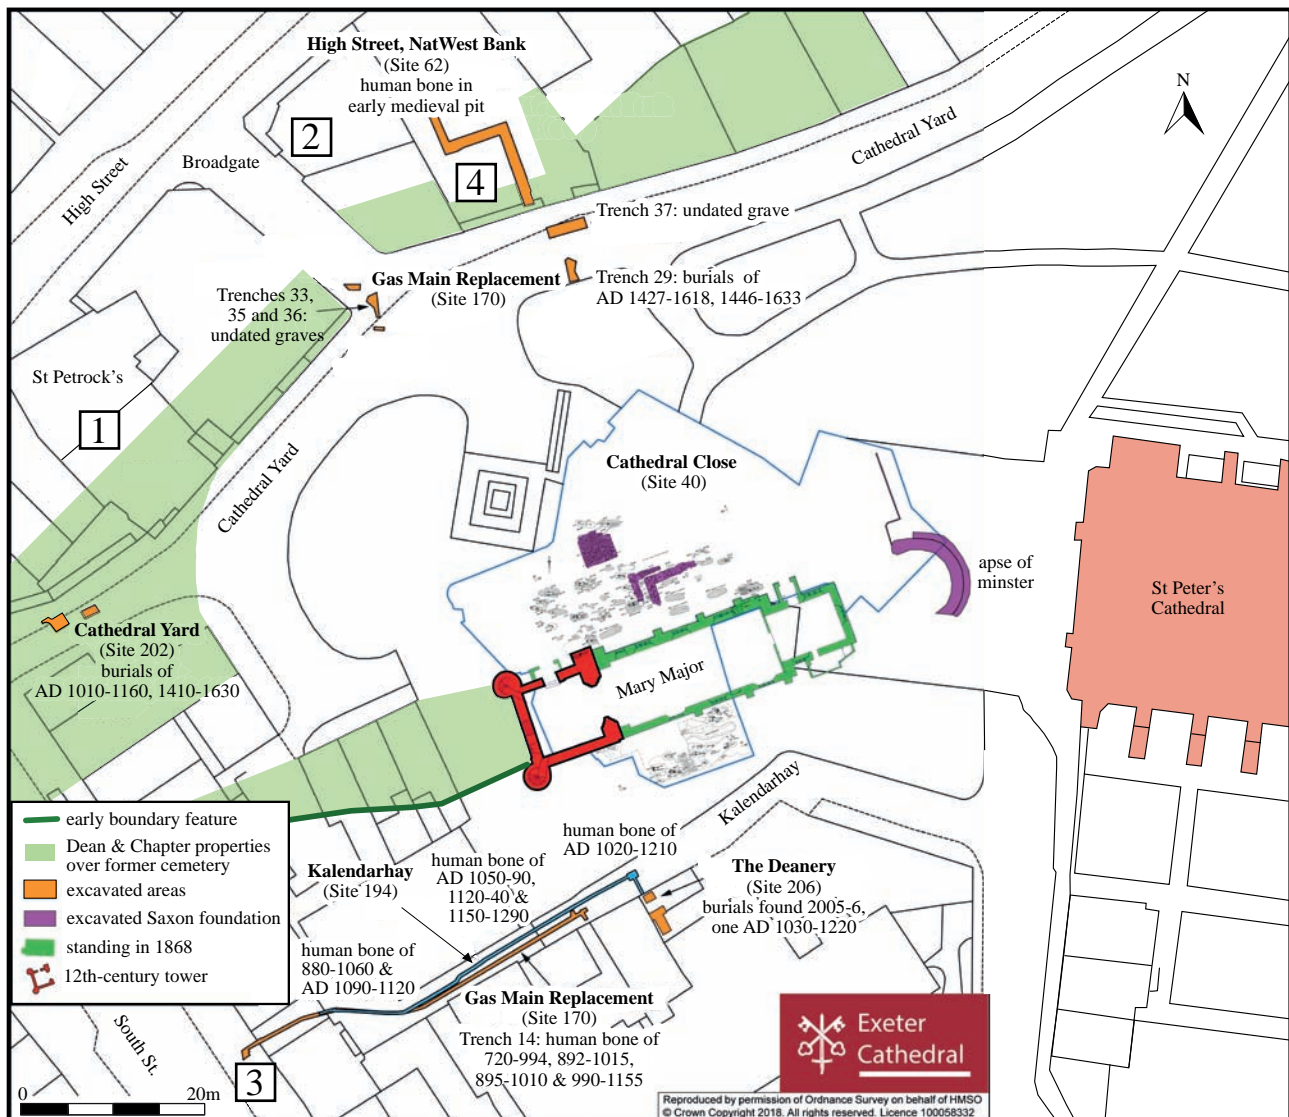 High Street, NatWest Bank
(Site 62)
human bone in
early medieval pit
N
2
Broadgate
High Street
4
Cathedral Yard
Trench 37: undated grave
Gas Main Replacement
(Site 170)
Trench 29: burials of
AD 1427-1618, 1446-1633
Trenches 33,
35 and 36:
undated graves
St Petrock's
1
Cathedral Yard
Cathedral Close
(Site 40)
apse of
minster
St Peter's
Cathedral
Cathedral Yard
(Site 202)
burials of
AD 1010-1160, 1410-1630
Mary Major
Kalendarhay
early boundary feature
Dean & Chapter properties
over former cemetery
excavated areas
excavated Saxon foundation
standing in 1868
12th-century tower
human bone of
AD 1020-1210
human bone of
AD 1050-90,
1120-40 &
1150-1290
Kalendarhay
(Site 194)
The Deanery
(Site 206)
burials found 2005-6,
one AD 1030-1220
human bone of
880-1060 &
AD 1090-1120
Gas Main Replacement
(Site 170)
Trench 14: human bone of
720-994, 892-1015,
895-1010 & 990-1155
South St.
3
0 20m
Exeter
Cathedral
Reproduced by permission of Ordnance Survey on behalf of HMSO
© Crown Copyright 2018. All rights reserved. Licence 100058332